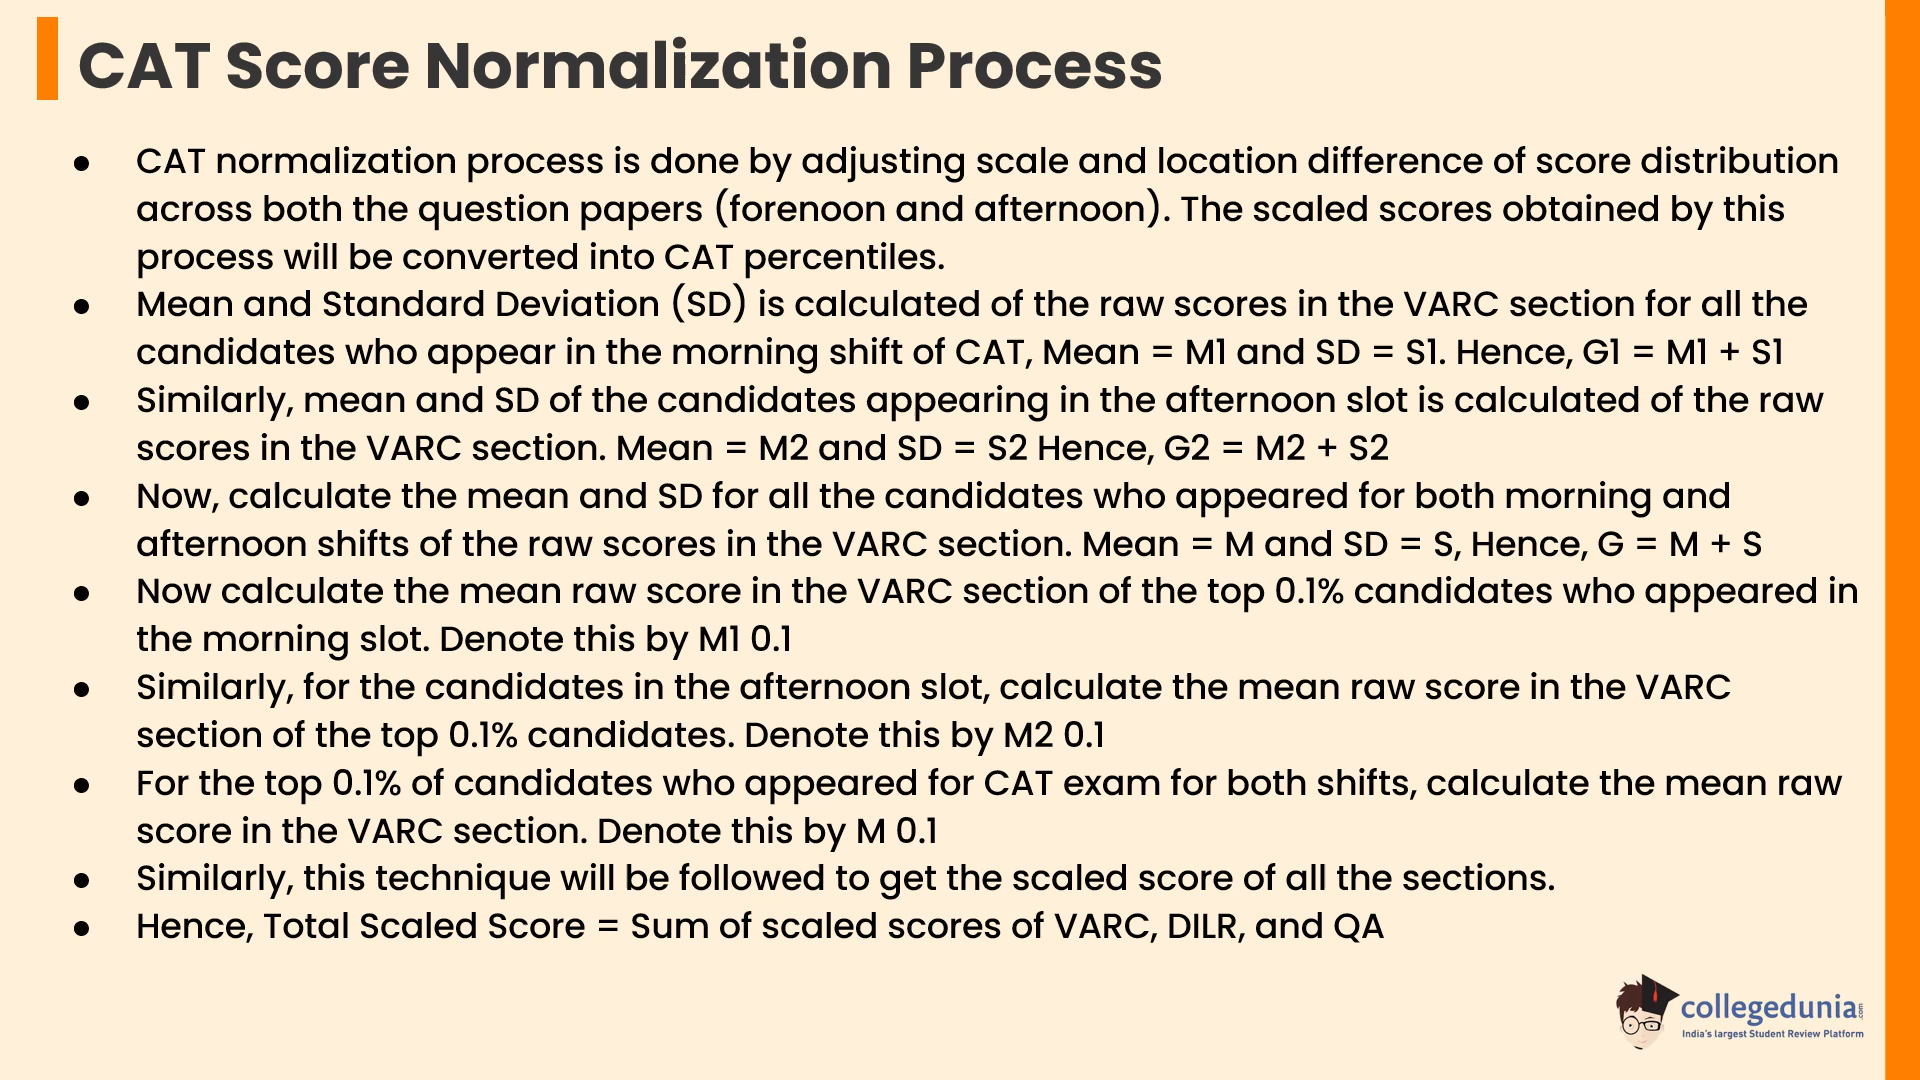 CAT Score Normalization Process
● CAT normalization process is done by adjusting scale and location difference of score distribution
across both the question papers (forenoon and afternoon). The scaled scores obtained by this
process will be converted into CAT percentiles.
● Mean and Standard Deviation (SD) is calculated of the raw scores in the VARC section for all the
candidates who appear in the morning shift of CAT, Mean = M1 and SD = S1. Hence, G1 = M1 + S1
● Similarly, mean and SD of the candidates appearing in the afternoon slot is calculated of the raw
scores in the VARC section. Mean = M2 and SD = S2 Hence, G2 = M2 + S2
● Now, calculate the mean and SD for all the candidates who appeared for both morning and
afternoon shifts of the raw scores in the VARC section. Mean = M and SD = S, Hence, G = M + S
● Now calculate the mean raw score in the VARC section of the top 0.1% candidates who appeared in
the morning slot. Denote this by M1 0.1
● Similarly, for the candidates in the afternoon slot, calculate the mean raw score in the VARC
section of the top 0.1% candidates. Denote this by M2 0.1
● For the top 0.1% of candidates who appeared for CAT exam for both shifts, calculate the mean raw
score in the VARC section. Denote this by M 0.1
● Similarly, this technique will be followed to get the scaled score of all the sections.
● Hence, Total Scaled Score = Sum of scaled scores of VARC, DILR, and QA
collegedunia.com
India's largest Student Review Platform